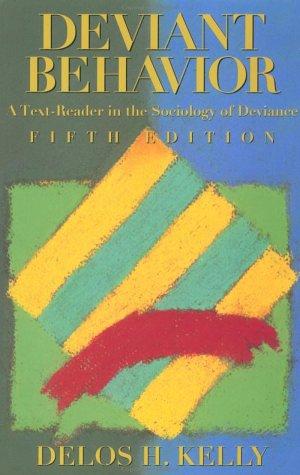 DEVIANT
BEHAVIOR
A Text-Reader in the Sociology of Deviance
FIFTH EDITION
DELOS H. KELLY